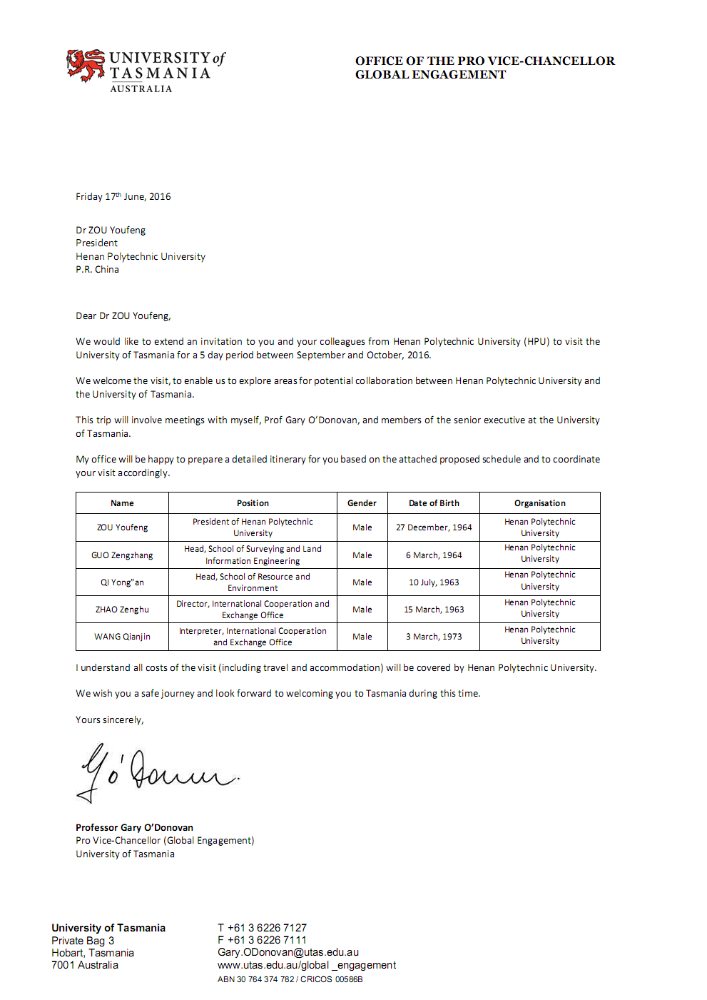 UNIVERSITY of
TASMANIA
AUSTRALIA
OFFICE OF THE PRO VICE-CHANCELLOR
GLOBAL ENGAGEMENT
Friday 17th June, 2016
Dr ZOU Youfeng
President
Henan Polytechnic University
P.R. China
Dear Dr ZOU Youfeng,
We would like to extend an invitation to you and your colleagues from Henan Polytechnic University (HPU) to visit the
University of Tasmania for a 5 day period between September and October, 2016.
We welcome the visit, to enable us to explore areas for potential collaboration between Henan Polytechnic University and
the University of Tasmania.
This trip will involve meetings with myself, Prof Gary O’Donovan, and members of the senior executive at the University
of Tasmania.
My office will be happy to prepare a detailed itinerary for you based on the attached proposed schedule and to coordinate
your visit accordingly.
Name Position Gender Date of Birth Organisation
ZOU Youfeng President of Henan Polytechnic University Male 27 December, 1964 Henan Polytechnic University
GUO Zengzhang Head, School of Surveying and Land Information Engineering Male 6 March, 1964 Henan Polytechnic University
QI Yong”an Head, School of Resource and Environment Male 10 July, 1963 Henan Polytechnic University
ZHAO Zenghu Director, International Cooperation and Exchange Office Male 15 March, 1963 Henan Polytechnic University
WANG Qianjin Interpreter, International Cooperation and Exchange Office Male 3 March, 1973 Henan Polytechnic University
I understand all costs of the visit (including travel and accommodation) will be covered by Henan Polytechnic University.
We wish you a safe journey and look forward to welcoming you to Tasmania during this time.
Yours sincerely,
Professor Gary O’Donovan
Pro Vice-Chancellor (Global Engagement)
University of Tasmania
University of Tasmania
Private Bag 3
Hobart, Tasmania
7001 Australia
T +61 3 6226 7127
F +61 3 6226 7111
Gary.ODonovan@utas.edu.au
www.utas.edu.au/global _engagement
ABN 30 764 374 782 / CRICOS 00586B